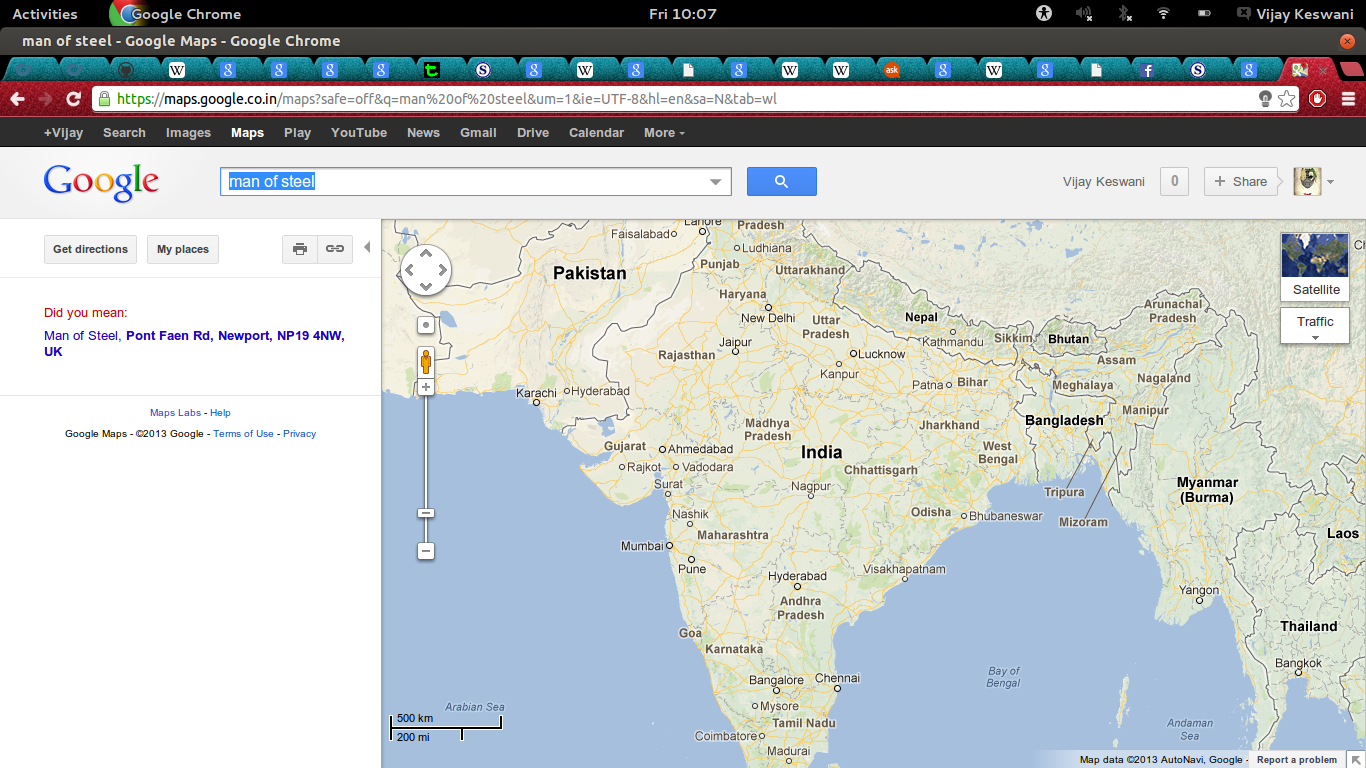 Activities
Google Chrome
Fri 10:07
Vijay Keswani
man of steel - Google Maps - Google Chrome
https://maps.google.co.in/maps?safe=off&q=man%20of%20steel&um=1&ie=UTF-8&hl=en&sa=N&tab=wl
+Vijay Search Images Maps Play YouTube News Gmail Drive Calendar More
Google
man of steel
Vijay Keswani
0
+ Share
Get directions
My places
Did you mean:
Man of Steel, Pont Faen Rd, Newport, NP19 4NW,
UK
Maps Labs - Help
Google Maps - ©2013 Google - Terms of Use - Privacy
Satellite
Traffic
Lahore
Faisalabad
Pradesh
Ludhiana
Pakistan
Punjab
Uttarakhand
Haryana
New Delhi
Nepal
Arunachal
Pradesh
Uttar
Pradesh
Kathmandu
Sikkim
Bhutan
Jaipur
Rajasthan
Lucknow
Assam
Kanpur
Patna
Bihar
Meghalaya
Nagaland
Karachi
Hyderabad
Bangladesh
Manipur
Madhya
Pradesh
Jharkhand
Gujarat
Ahmedabad
India
West
Bengal
Rajkot
Vadodara
Chhattisgarh
Surat
Nagpur
Tripura
Myanmar
(Burma)
Nashik
Odisha
Bhubaneswar
Mizoram
Maharashtra
Laos
Mumbai
Pune
Visakhapatnam
Hyderabad
Yangon
Andhra
Pradesh
Thailand
Goa
Karnataka
Bangkok
Bay of
Bengal
Bangalore
Chennai
Arabian Sea
Mysore
Tamil Nadu
Andaman
Sea
Coimbatore
Madurai
500 km
200 mi
Map data ©2013 AutoNavi, Google -
Report a problem